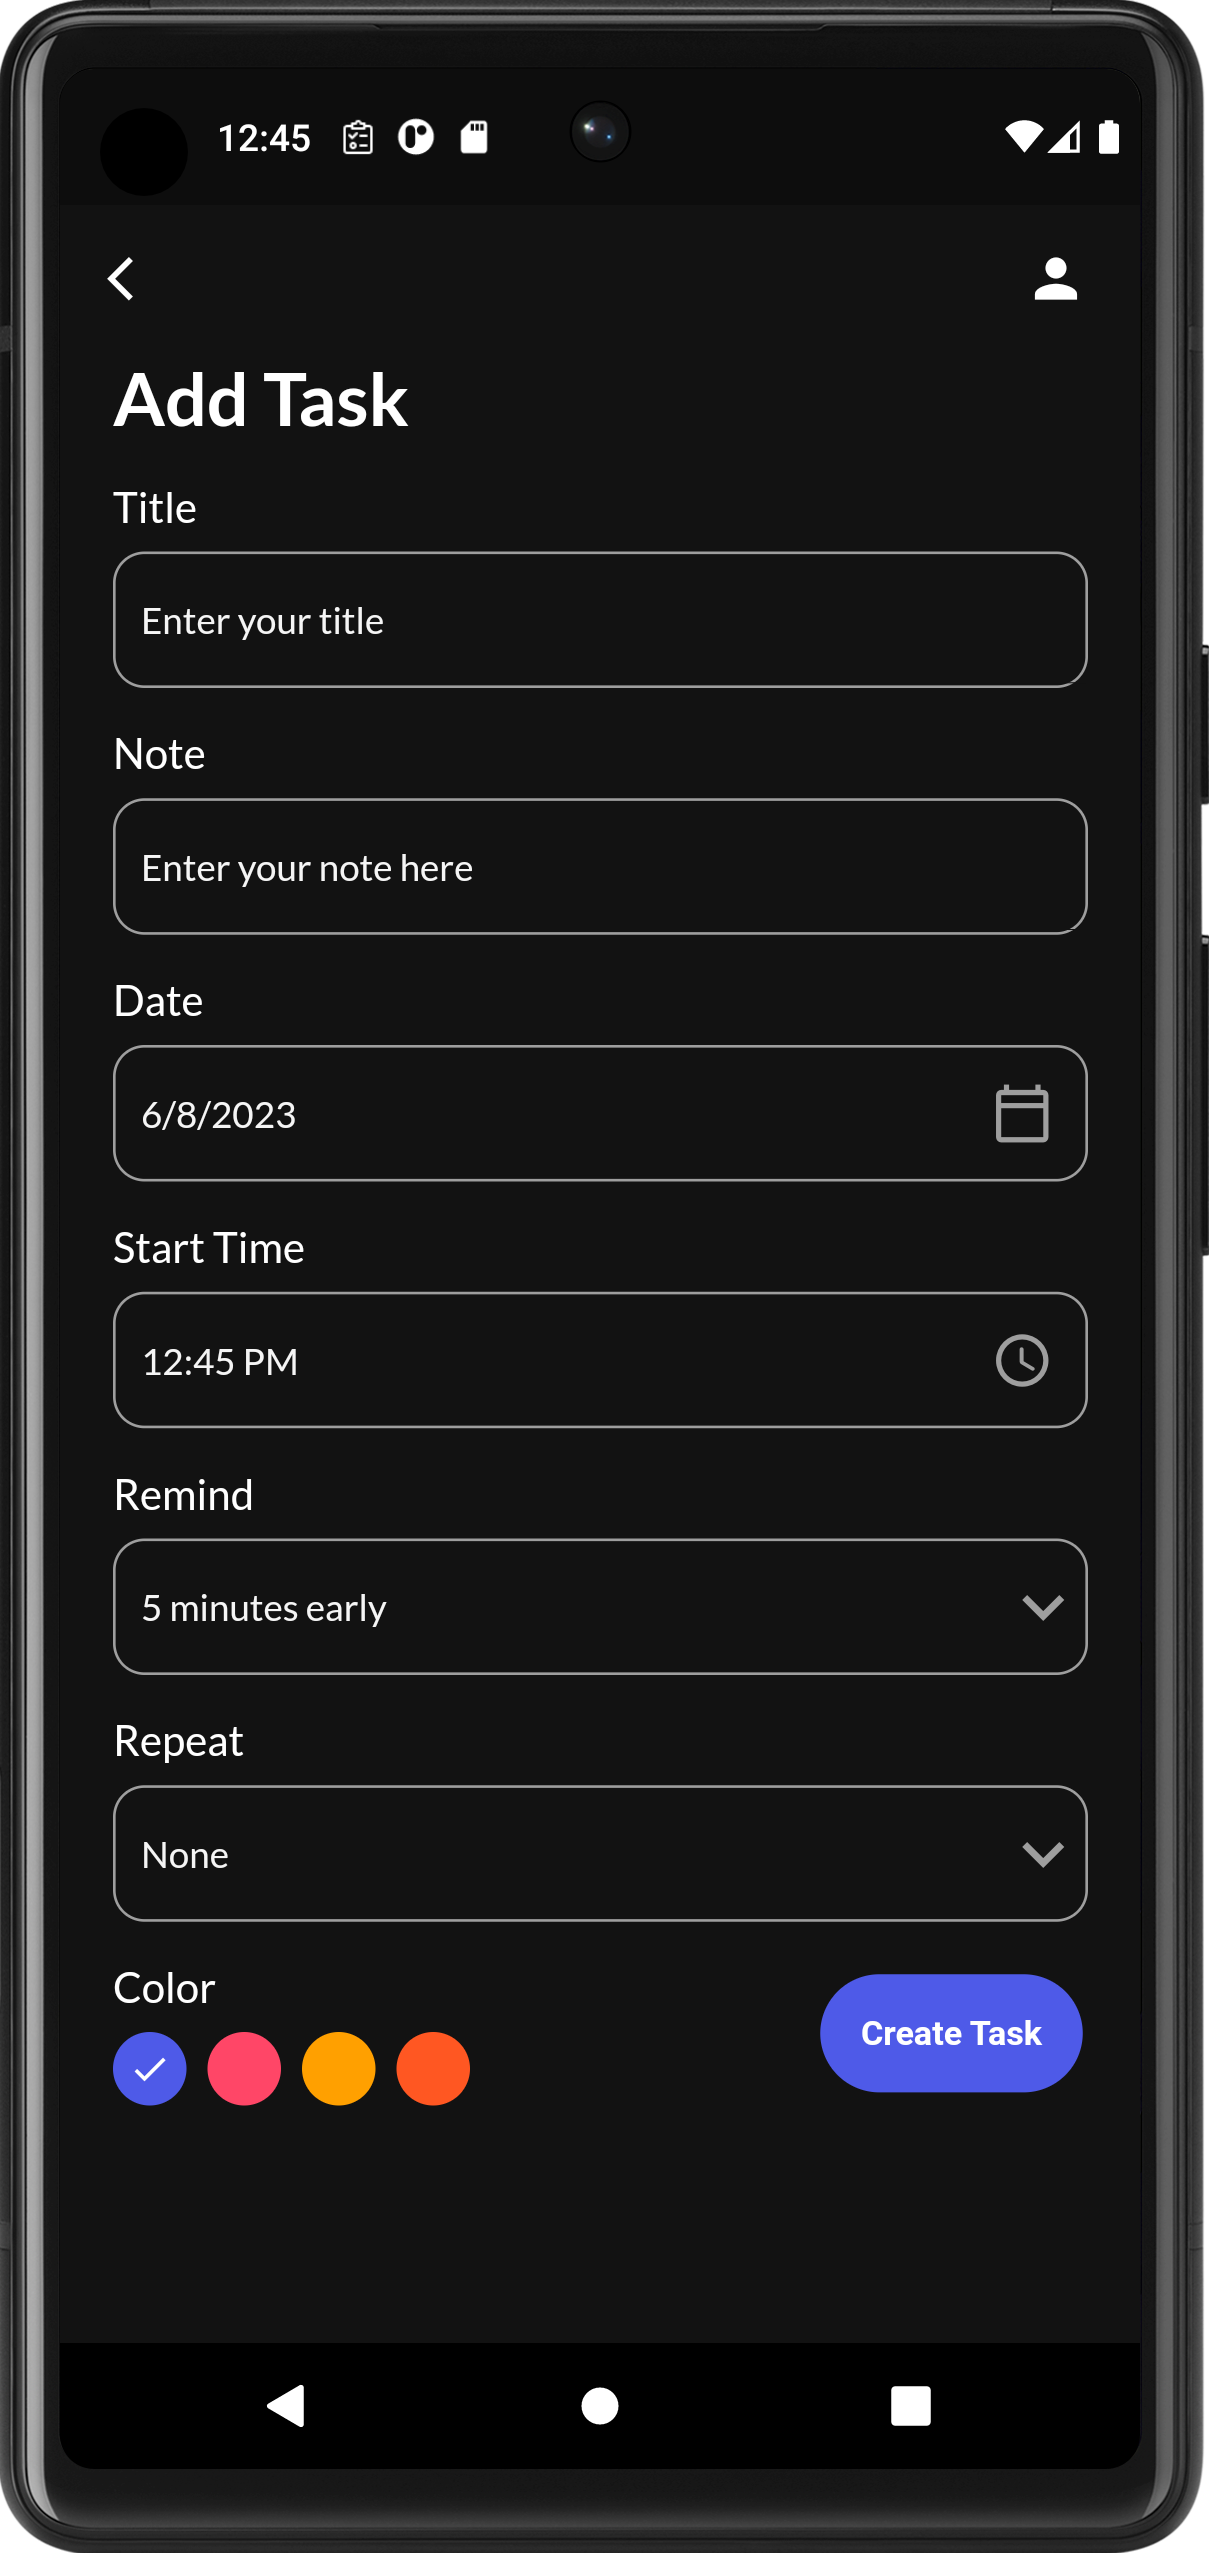 12:45
Add Task
Title
Enter your title
Note
Enter your note here
Date
6/8/2023
Start Time
12:45 PM
Remind
5 minutes early
Repeat
None
Color
Create Task